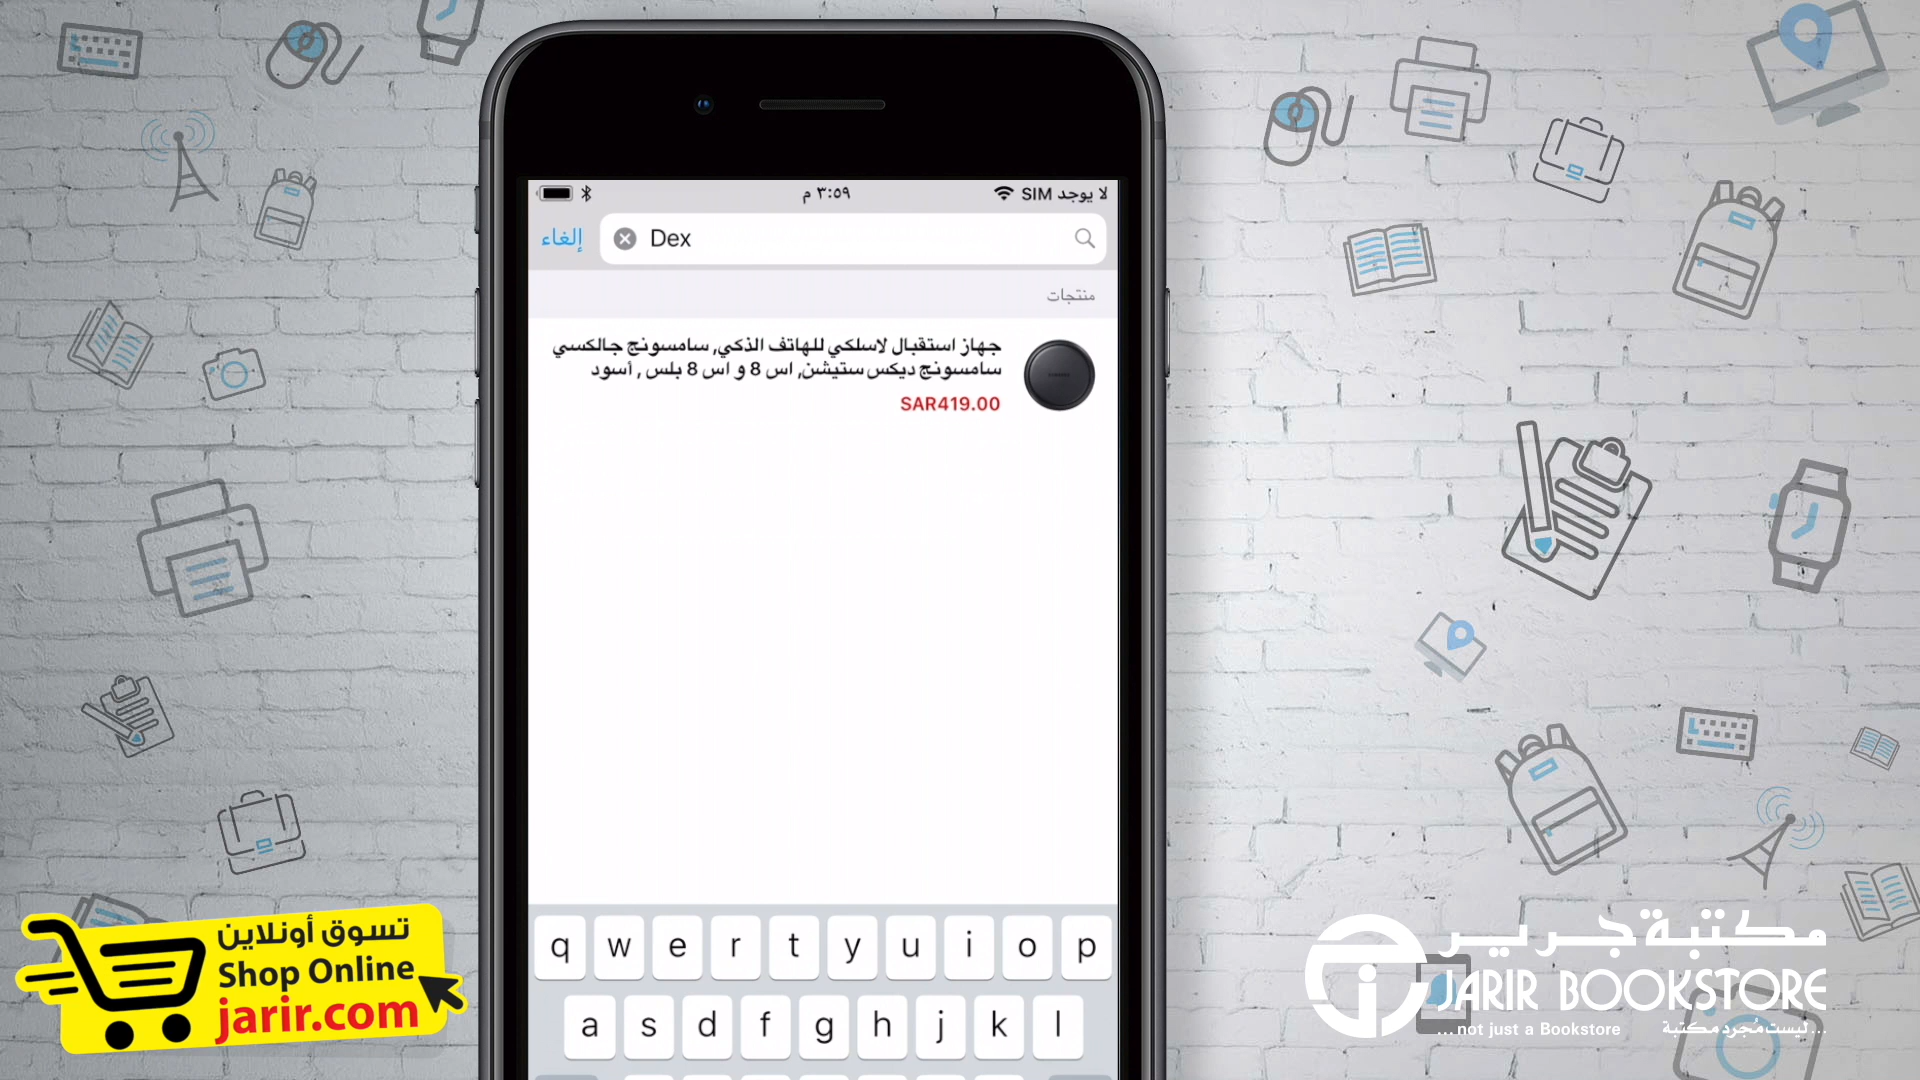 لا يوجد SIM
٣:٥٩ م
Dex
إلغاء
منتجات
جهاز استقبال لاسلكي للهاتف الذكي, سامسونج جالكسي
سامسونج ديكس ستيشن, اس 8 و اس 8 بلس , أسود
SAR419.00
q w e r t y u i o p
a s d f g h j k l
تسوق أونلاين
Shop Online
jarir.com
مكتبة جرير
JARIR BOOKSTORE
...not just a Bookstore
...ليست مُجرد مكتبة